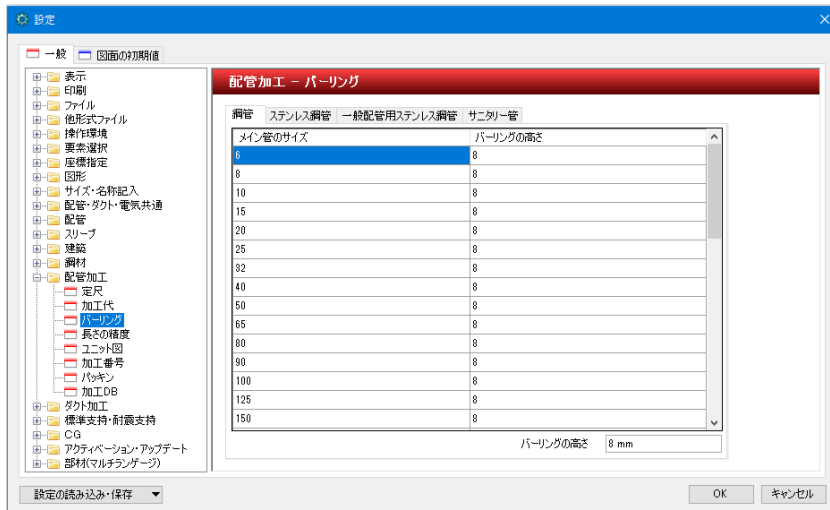 設定
一般 図面の初期値
表示
印刷
ファイル
他形式ファイル
操作環境
要素選択
座標指定
図形
サイズ・名称記入
配管・ダクト・電気共通
配管
スリーブ
建築
鋼材
配管加工
定尺
加工代
バーリング
長さの精度
ユニット図
加工番号
パッキン
加工DB
ダクト加工
標準支持・耐震支持
CG
アクティベーション・アップデート
部材(マルチランゲージ)
配管加工 - バーリング
鋼管 ステンレス鋼管 一般配管用ステンレス鋼管 サニタリー管
メイン管のサイズ バーリングの高さ
6 8
8 8
10 8
15 8
20 8
25 8
32 8
40 8
50 8
65 8
80 8
90 8
100 8
125 8
150 8
バーリングの高さ 8 mm
設定の読み込み・保存 OK キャンセル